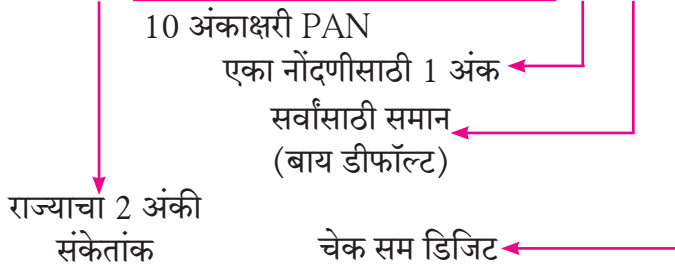 10 अंकाक्षरी PAN
एका नोंदणीसाठी 1 अंक
सर्वांसाठी समान
(बाय डीफॉल्ट)
राज्याचा 2 अंकी
संकेतांक
चेक सम डिजिट